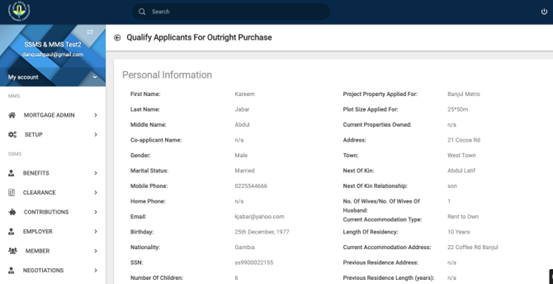 Search
SSMS & MMS Test2
danquahpaul@gmail.com
My account
MMS
MORTGAGE ADMIN
SETUP
SSMS
BENEFITS
CLEARANCE
CONTRIBUTIONS
EMPLOYER
MEMBER
NEGOTIATIONS
Qualify Applicants For Outright Purchase
Personal Information
First Name: Kareem
Last Name: Jabar
Middle Name: Abdul
Co-applicant Name: n/a
Gender: Male
Marital Status: Married
Mobile Phone: 0225544666
Home Phone: n/a
Email: kjabar@yahoo.com
Birthday: 25th December, 1977
Nationality: Gambia
SSN: ss9900022155
Number Of Children: 6
Project Property Applied For: Banjul Metro
Plot Size Applied For: 25*50m
Current Properties Owned: n/a
Address: 21 Cocoa Rd
Town: West Town
Next Of Kin: Abdul Latif
Next Of Kin Relationship: son
No. Of Wives/No. Of Wives Of 1
Husband:
Current Accommodation Type: Rent to Own
Length Of Residency: 10 Years
Current Accommodation Address: 22 Coffee Rd Banjul
Previous Residence Address: n/a
Previous Residence Length (years): n/a